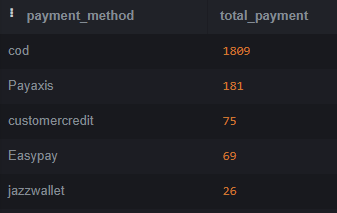 payment_method total_payment
cod 1809
Payaxis 181
customercredit 75
Easypay 69
jazzwallet 26